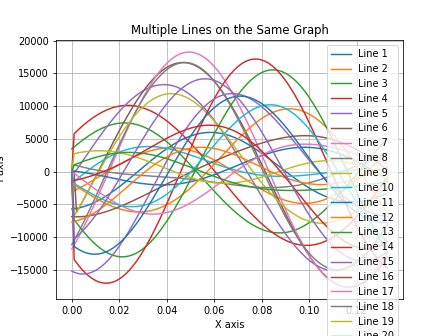 Multiple Lines on the Same Graph
20000
15000
10000
5000
0
−5000
−10000
−15000
0.00
0.02
0.04
0.06
0.08
0.10
X axis
Line 1
Line 2
Line 3
Line 4
Line 5
Line 6
Line 7
Line 8
Line 9
Line 10
Line 11
Line 12
Line 13
Line 14
Line 15
Line 16
Line 17
Line 18
Line 19
Line 20